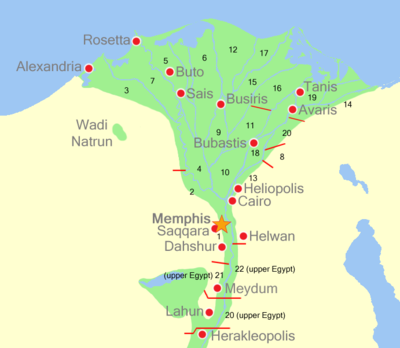 Rosetta
Alexandria
Buto
Sais
Busiris
Tanis
Avaris
Wadi
Natrun
Bubastis
Heliopolis
Cairo
Memphis
Saqqara
Dahshur
Helwan
Meydum
Lahun
Herakleopolis
6
12
17
5
7
3
15
16
19
14
9
11
20
18
8
4
10
13
2
1
(upper Egypt) 21
22 (upper Egypt)
20 (upper Egypt)